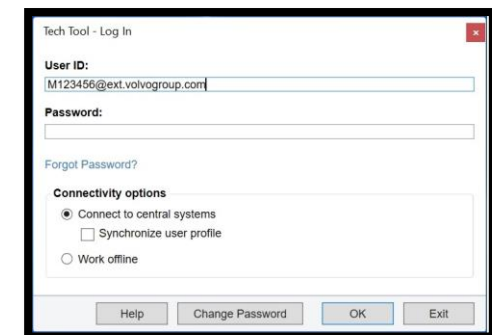 Tech Tool - Log In
x
User ID:
M123456@ext.volvogroup.com
Password:
Forgot Password?
Connectivity options
Connect to central systems
Synchronize user profile
Work offline
Help Change Password OK Exit